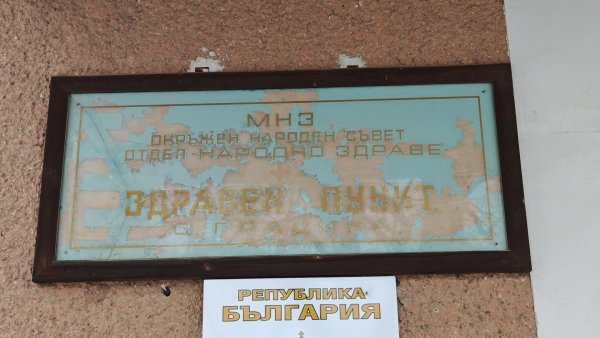 МНЗ
ОКРЪЖЕН НАРОДЕН СЪВЕТ
ОТДЕЛ НАРОДНО ЗДРАВЕ
ЗДРАВЕН ПУНКТ
РЕПУБЛИКА
БЪЛГАРИЯ